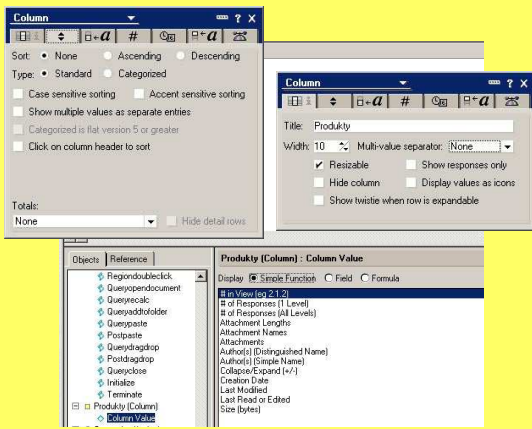 Column
Sort: None Ascending Descending
Type: Standard Categorized
Case sensitive sorting Accent sensitive sorting
Show multiple values as separate entries
Categorized is flat version 5 or greater
Click on column header to sort
Totals:
None Hide detail rows
Column
Title: Produkty
Width: 10 Multi-value separator: None
Resizable Show responses only
Hide column Display values as icons
Show twistie when row is expandable
Objects Reference
Regiondoubleclick
Queryopendocument
Queryrecalc
Queryaddtofolder
Querypaste
Postpaste
Querydragdrop
Postdragdrop
Queryclose
Initialize
Terminate
Produkty (Column)
Column Value
Produkty (Column) : Column Value
Display Simple Function Field Formula
# in View (eg 2.1.2)
# of Responses (1 Level)
# of Responses (All Levels)
Attachment Lengths
Attachment Names
Attachments
Author(s) (Distinguished Name)
Author(s) (Simple Name)
Collapse/Expand (+/-)
Creation Date
Last Modified
Last Read or Edited
Size (bytes)